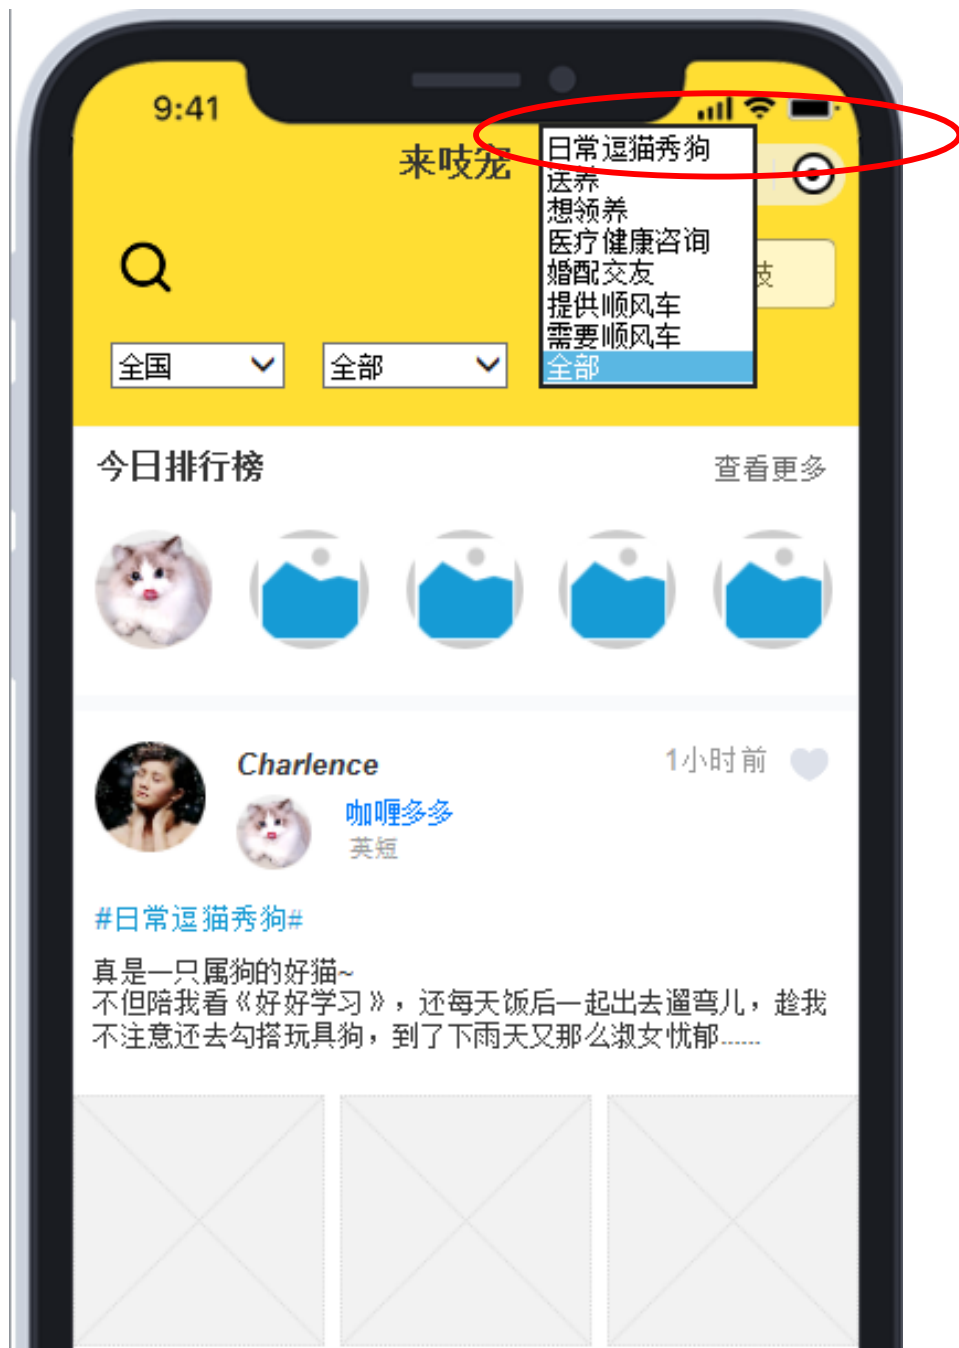 9:41
来吱宠
日常逗猫秀狗
送养
想领养
医疗健康咨询
婚配交友
提供顺风车
需要顺风车
全部
吱
全国
全部
今日排行榜
查看更多
Charlence
1小时前
咖喱多多
英短
#日常逗猫秀狗#
真是一只属狗的好猫~
不但陪我看《好好学习》，还每天饭后一起出去遛弯儿，趁我
不注意还去勾搭玩具狗，到了下雨天又那么淑女忧郁......